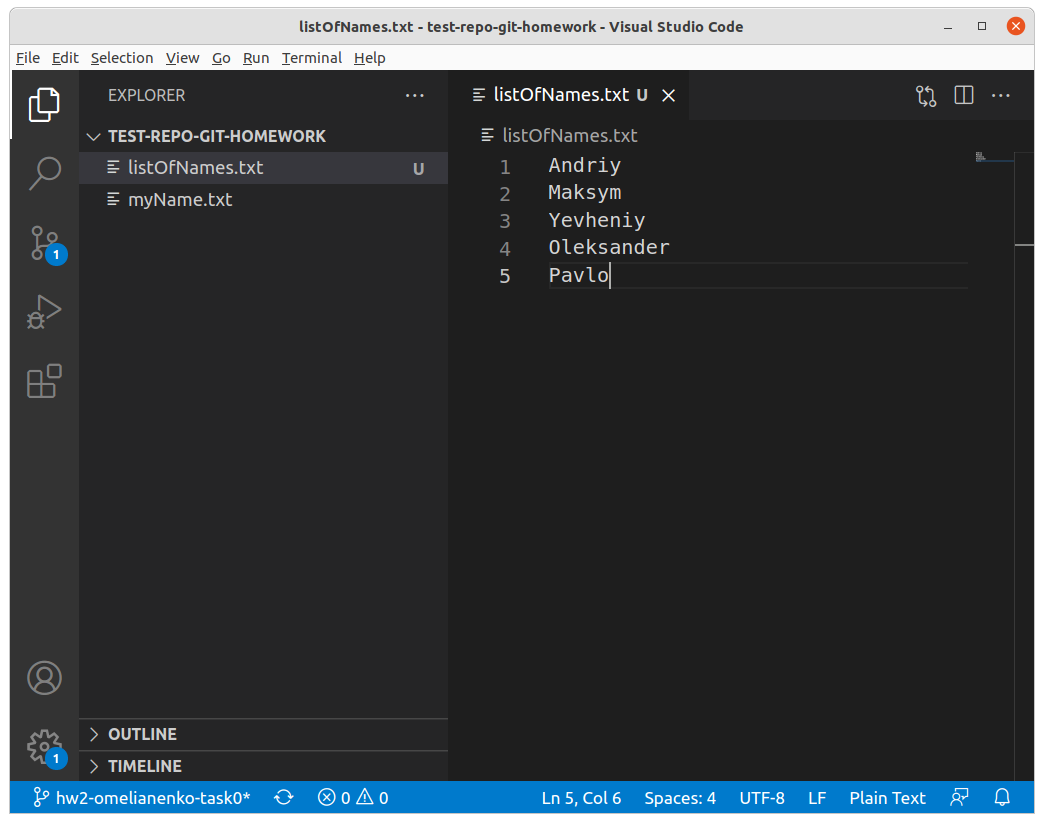 listOfNames.txt - test-repo-git-homework - Visual Studio Code
File Edit Selection View Go Run Terminal Help
EXPLORER
TEST-REPO-GIT-HOMEWORK
listOfNames.txt U
myName.txt
listOfNames.txt U
listOfNames.txt
1 Andriy
2 Maksym
3 Yevheniy
4 Oleksander
5 Pavlo
1
1
OUTLINE
TIMELINE
hw2-omelianenko-task0* 0 0 Ln 5, Col 6 Spaces: 4 UTF-8 LF Plain Text